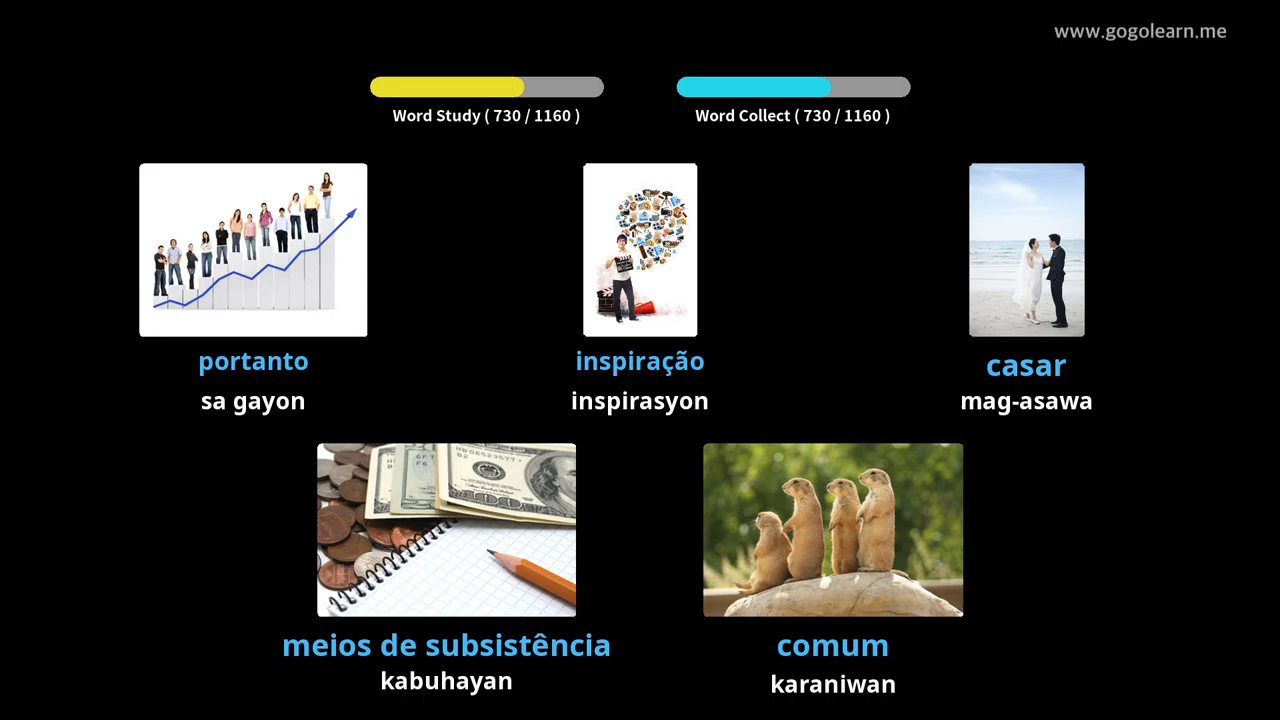 www.gogolearn.me
Word Study ( 730 / 1160 )
Word Collect ( 730 / 1160 )
portanto
sa gayon
inspiração
inspirasyon
casar
mag-asawa
meios de subsistência
kabuhayan
comum
karaniwan